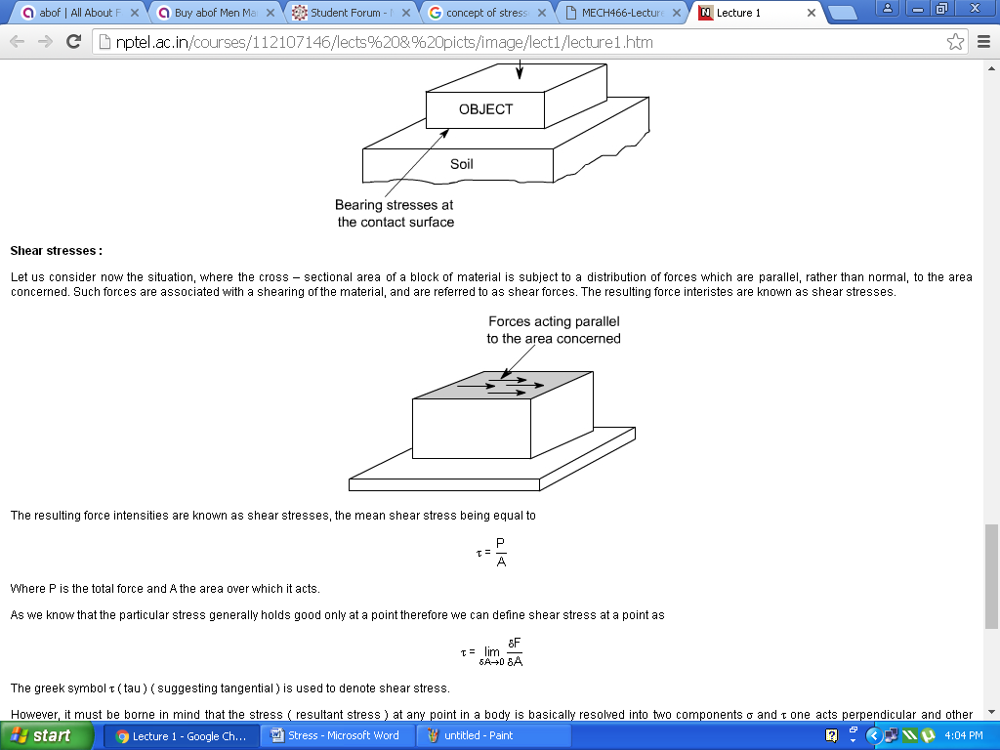 abof | All About F
Buy abof Men Ma
Student Forum -
concept of stress
MECH466-Lecture
Lecture 1
nptel.ac.in/courses/112107146/lects%20&%20picts/image/lect1/lecture1.htm
OBJECT
Soil
Bearing stresses at
the contact surface
Shear stresses :
Let us consider now the situation, where the cross – sectional area of a block of material is subject to a distribution of forces which are parallel, rather than normal, to the area
concerned. Such forces are associated with a shearing of the material, and are referred to as shear forces. The resulting force interistes are known as shear stresses.
Forces acting parallel
to the area concerned
The resulting force intensities are known as shear stresses, the mean shear stress being equal to
τ = P/A
Where P is the total force and A the area over which it acts.
As we know that the particular stress generally holds good only at a point therefore we can define shear stress at a point as
τ = lim δA→0 δF/δA
The greek symbol τ ( tau ) ( suggesting tangential ) is used to denote shear stress.
However, it must be borne in mind that the stress ( resultant stress ) at any point in a body is basically resolved into two components σ and τ one acts perpendicular and other
start
Lecture 1 - Google Ch...
Stress - Microsoft Word
untitled - Paint
4:04 PM